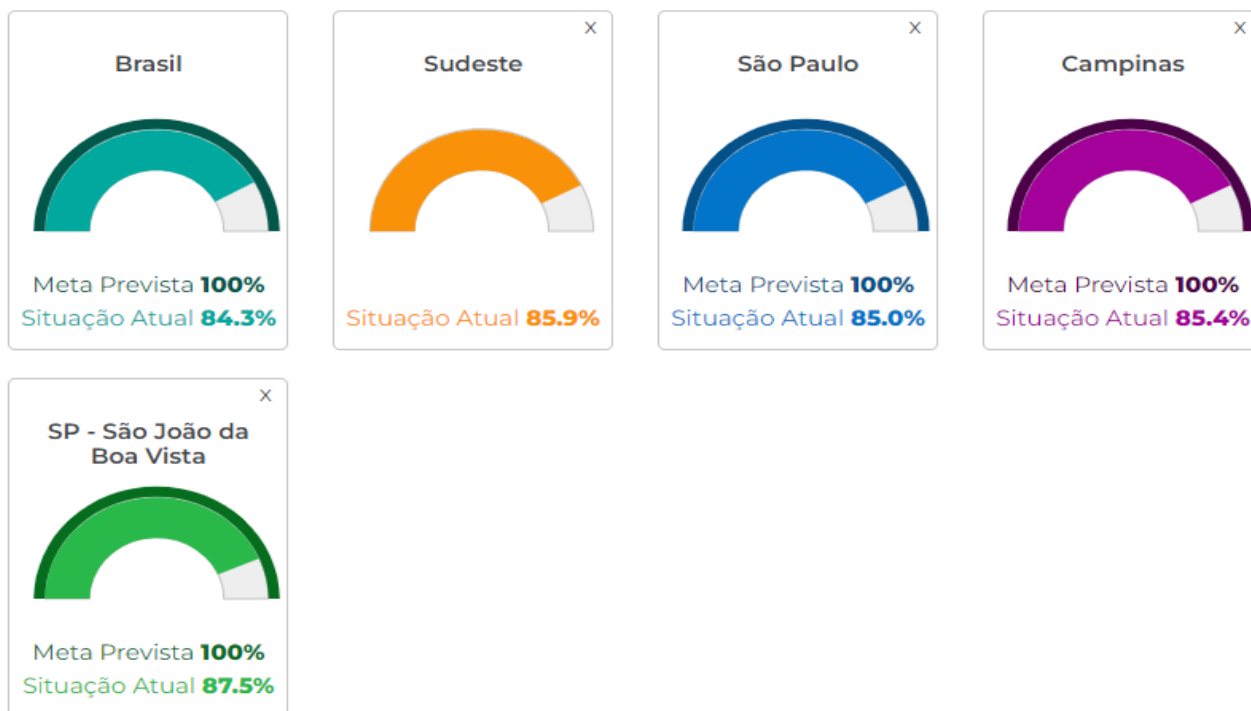 X
X
X
Brasil
Sudeste
São Paulo
Campinas
Meta Prevista 100%
Situação Atual 84.3%
Situação Atual 85.9%
Meta Prevista 100%
Situação Atual 85.0%
Meta Prevista 100%
Situação Atual 85.4%
X
SP - São João da
Boa Vista
Meta Prevista 100%
Situação Atual 87.5%